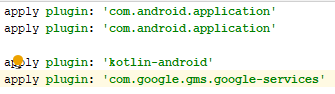 apply plugin: 'com.android.application'
apply plugin: 'com.android.application'
apply plugin: 'kotlin-android'
apply plugin: 'com.google.gms.google-services'